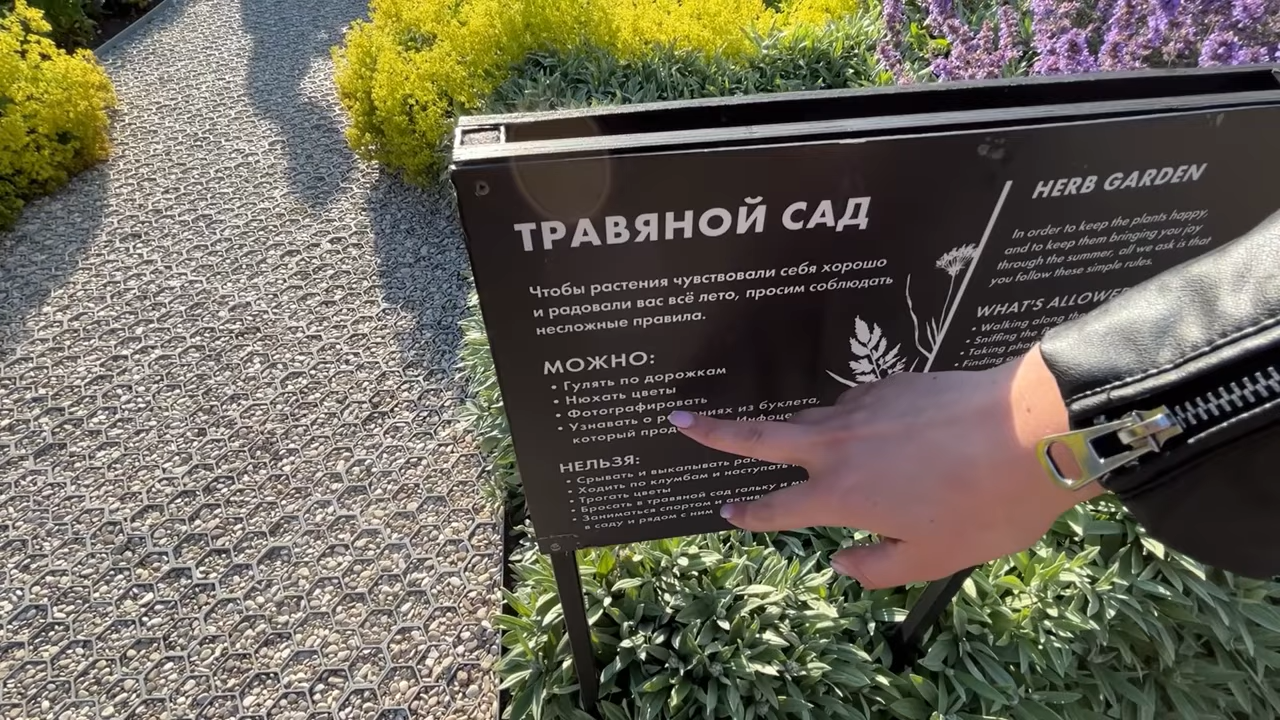 ТРАВЯНОЙ САД
Чтобы растения чувствовали себя хорошо
и радовали вас всё лето, просим соблюдать
несложные правила.
МОЖНО:
• Гулять по дорожкам
• Нюхать цветы
• Фотографировать
• Узнавать о из буклета,
который
НЕЛЬЗЯ:
• Срывать и выкапывать
• Ходить по клумбам и наступать
• Трогать цветы
• Бросать в травяной сад гальку и
• Заниматься спортом и
в саду и рядом с ним
HERB GARDEN
In order to keep the plants happy,
and to keep them bringing you joy
through the summer, all we ask is that
you follow these simple rules.
WHAT'S ALLOWED
• Walking along the
• Sniffing the
• Taking
• Finding